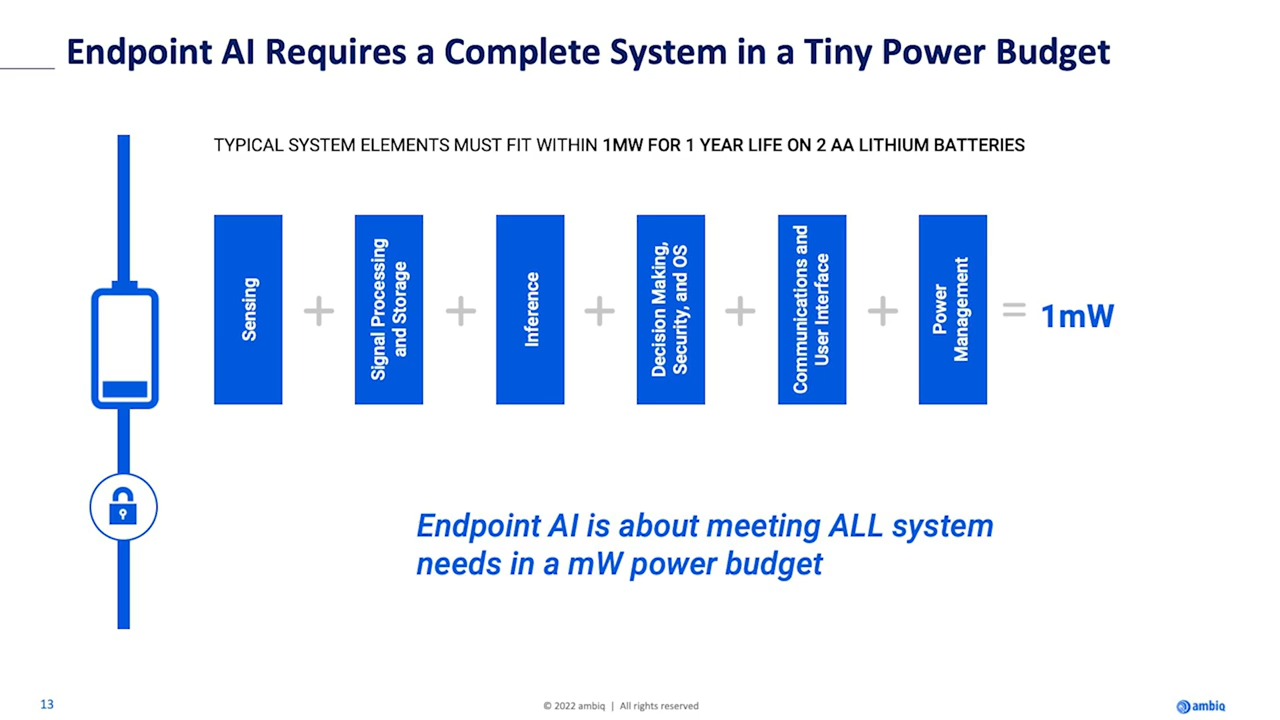 Endpoint AI Requires a Complete System in a Tiny Power Budget
TYPICAL SYSTEM ELEMENTS MUST FIT WITHIN 1MW FOR 1 YEAR LIFE ON 2 AA LITHIUM BATTERIES
Sensing
+
Signal Processing
and Storage
+
Inference
+
Decision Making,
Security, and OS
+
Communications and
User Interface
+
Power
Management
= 1mW
Endpoint AI is about meeting ALL system
needs in a mW power budget
13
© 2022 ambiq | All rights reserved
ambiq